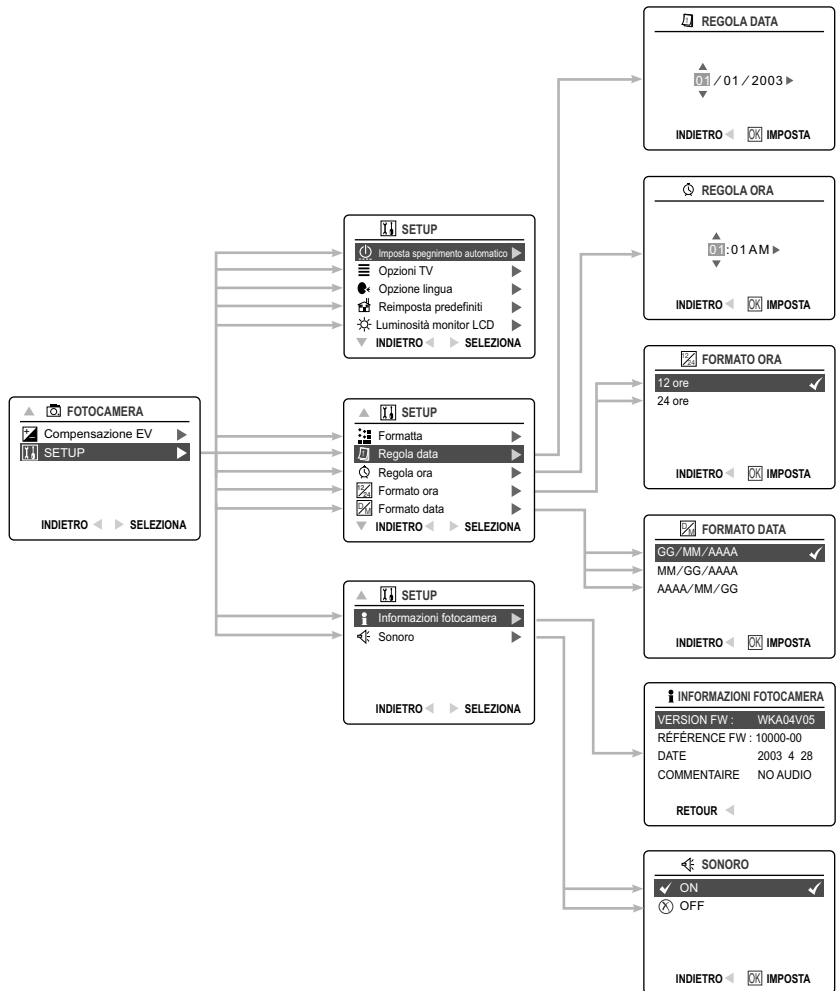 REGOLA DATA
01/01/2003
INDIETRO OK IMPOSTA
REGOLA ORA
01:01AM
INDIETRO OK IMPOSTA
SETUP
Imposta spegnimento automatico
Opzioni TV
Opzione lingua
Reimposta predefiniti
Luminosità monitor LCD
INDIETRO SELEZIONA
12/24 FORMATO ORA
12 ore
24 ore
INDIETRO OK IMPOSTA
FOTOCAMERA
Compensazione EV
SETUP
INDIETRO SELEZIONA
SETUP
Formatta
Regola data
Regola ora
12/24 Formato ora
D/M Formato data
INDIETRO SELEZIONA
D/M FORMATO DATA
GG/MM/AAAA
MM/GG/AAAA
AAAA/MM/GG
INDIETRO OK IMPOSTA
SETUP
Informazioni fotocamera
Sonoro
INDIETRO SELEZIONA
INFORMAZIONI FOTOCAMERA
VERSION FW : WKA04V05
RÉFÉRENCE FW : 10000-00
DATE 2003 4 28
COMMENTAIRE NO AUDIO
RETOUR
SONORO
ON
OFF
INDIETRO OK IMPOSTA